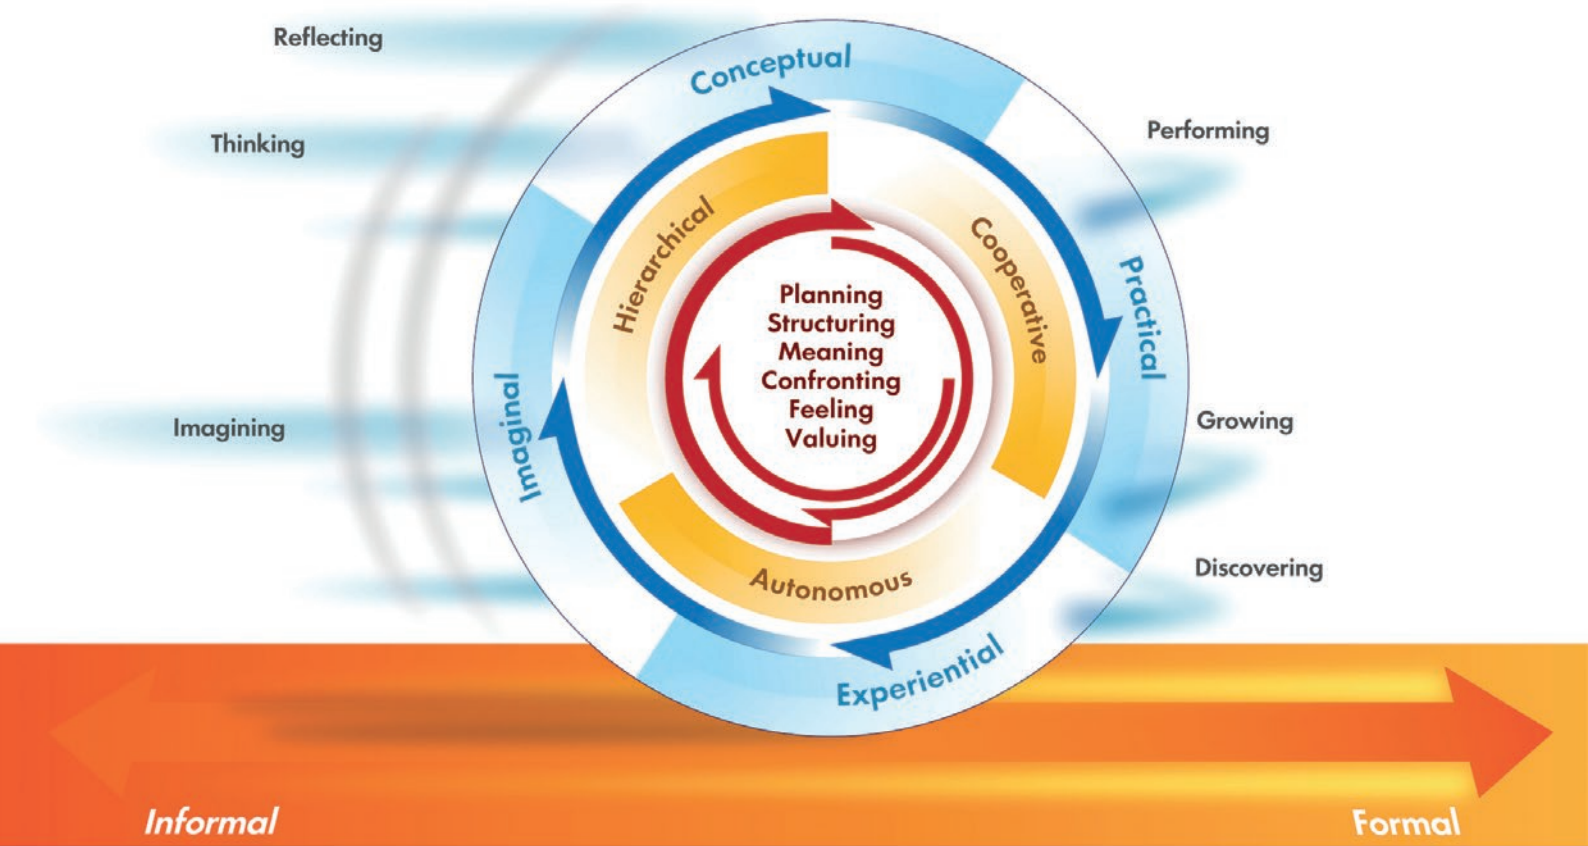 Reflecting
Conceptual
Thinking
Performing
Hierarchical
Cooperative
Practical
Planning
Structuring
Meaning
Confronting
Feeling
Valuing
Imaginal
Imagining
Growing
Discovering
Autonomous
Experiential
Informal
Formal